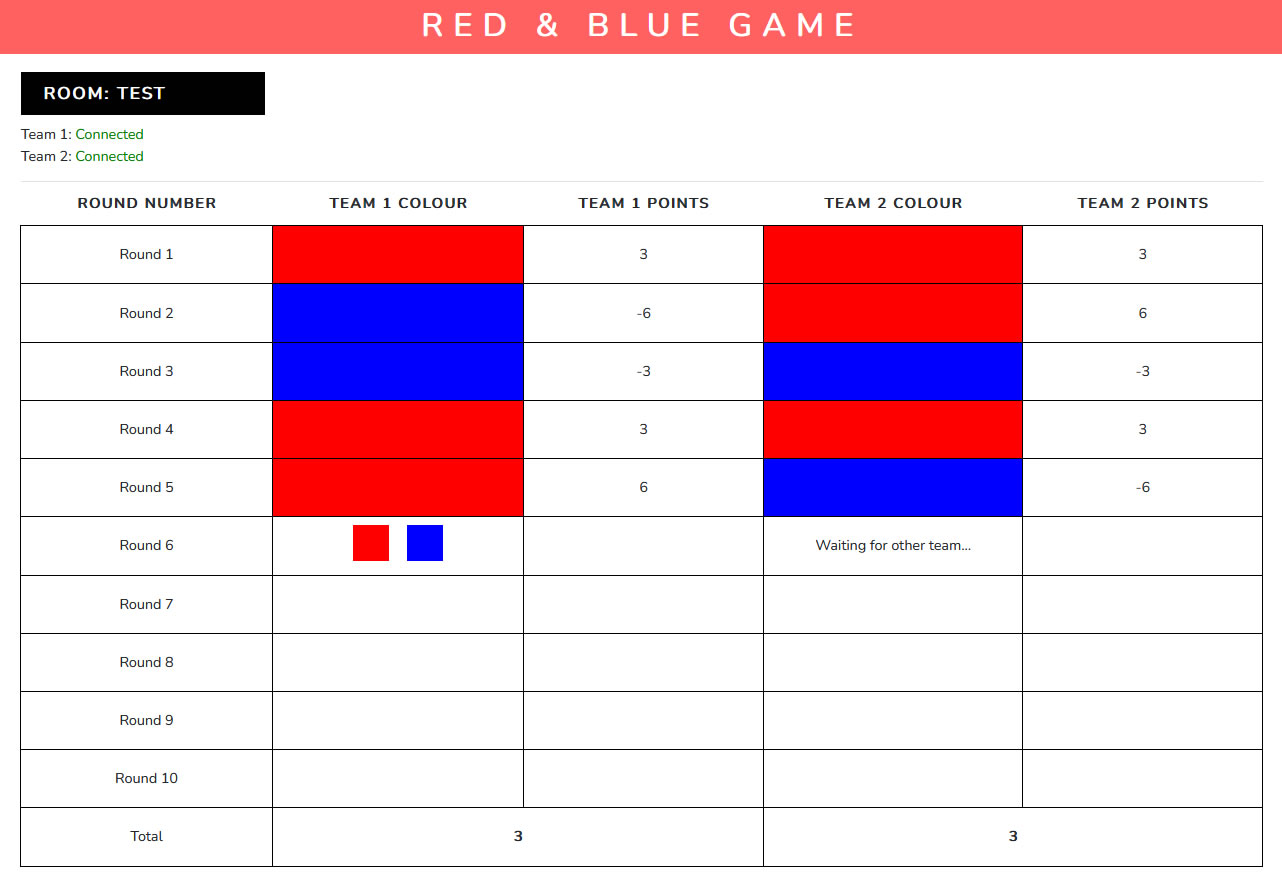 RED & BLUE GAME
ROOM: TEST
Team 1: Connected
Team 2: Connected
ROUND NUMBER TEAM 1 COLOUR TEAM 1 POINTS TEAM 2 COLOUR TEAM 2 POINTS
Round 1 3 3
Round 2 -6 6
Round 3 -3 -3
Round 4 3 3
Round 5 6 -6
Round 6 Waiting for other team...
Round 7
Round 8
Round 9
Round 10
Total 3 3